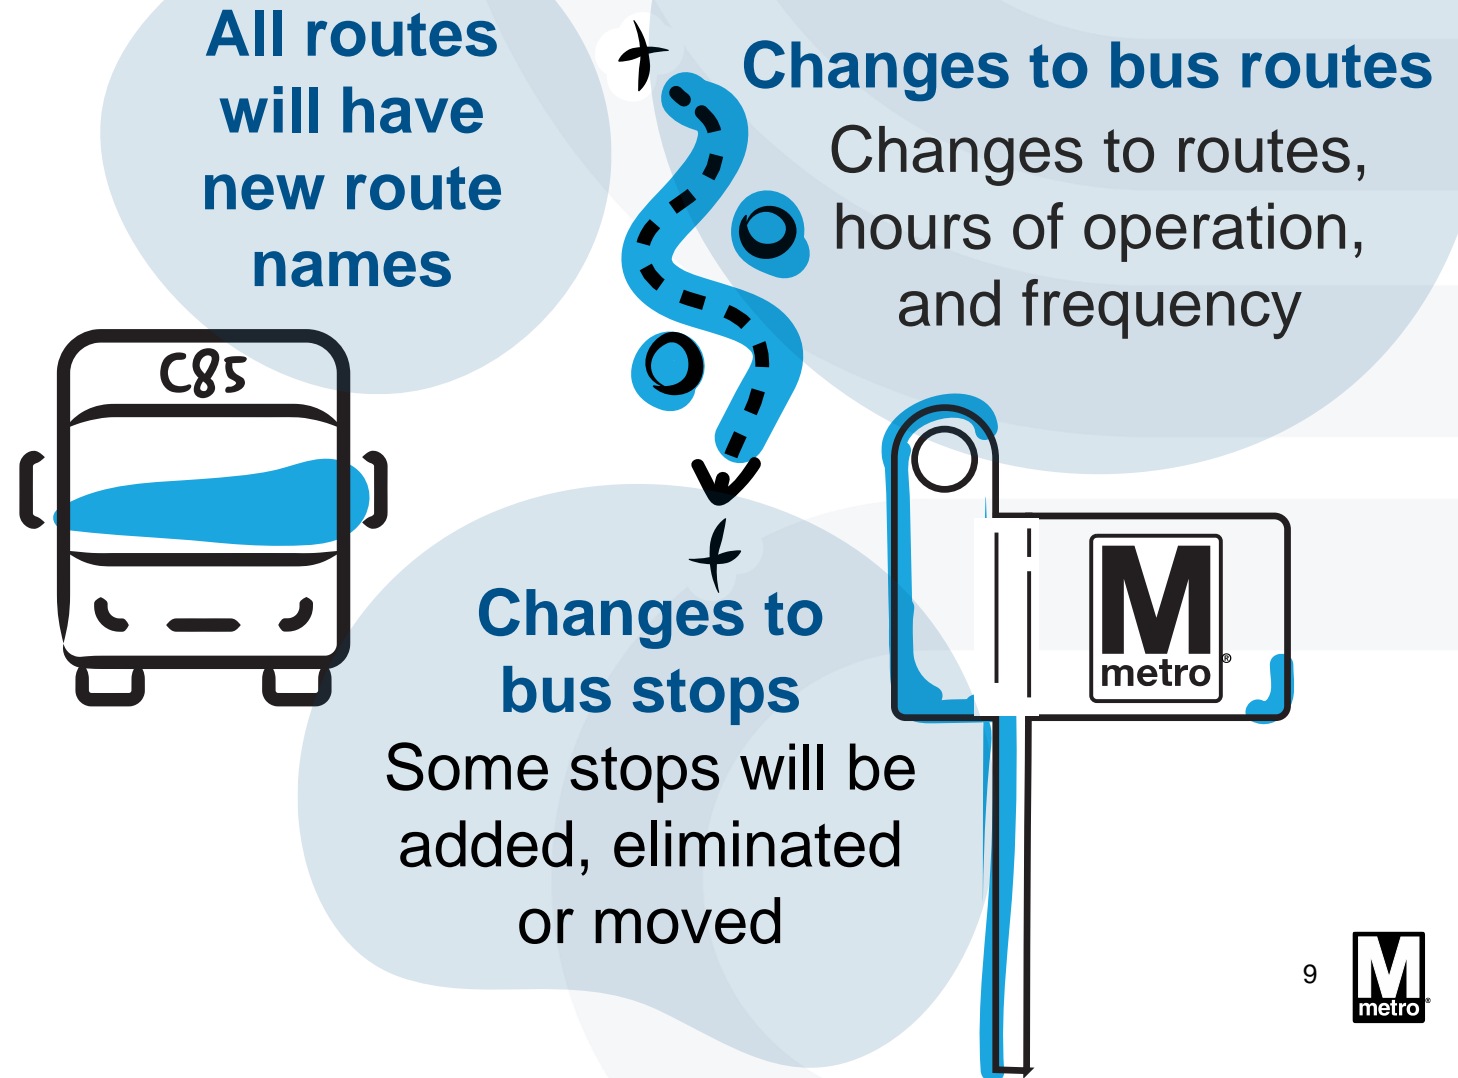 All routes
will have
new route
names
Changes to bus routes
Changes to routes,
hours of operation,
and frequency
C85
M
metro®
Changes to
bus stops
Some stops will be
added, eliminated
or moved
9
M
metro®